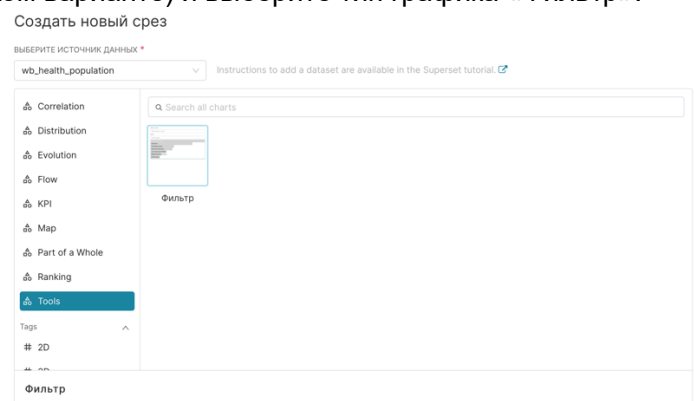 Создать новый срез
ВЫБЕРИТЕ ИСТОЧНИК ДАННЫХ *
wb_health_population
Instructions to add a dataset are available in the Superset tutorial.
Correlation
Search all charts
Distribution
Evolution
Flow
KPI
Фильтр
Map
Part of a Whole
Ranking
Tools
Tags
# 2D
Фильтр